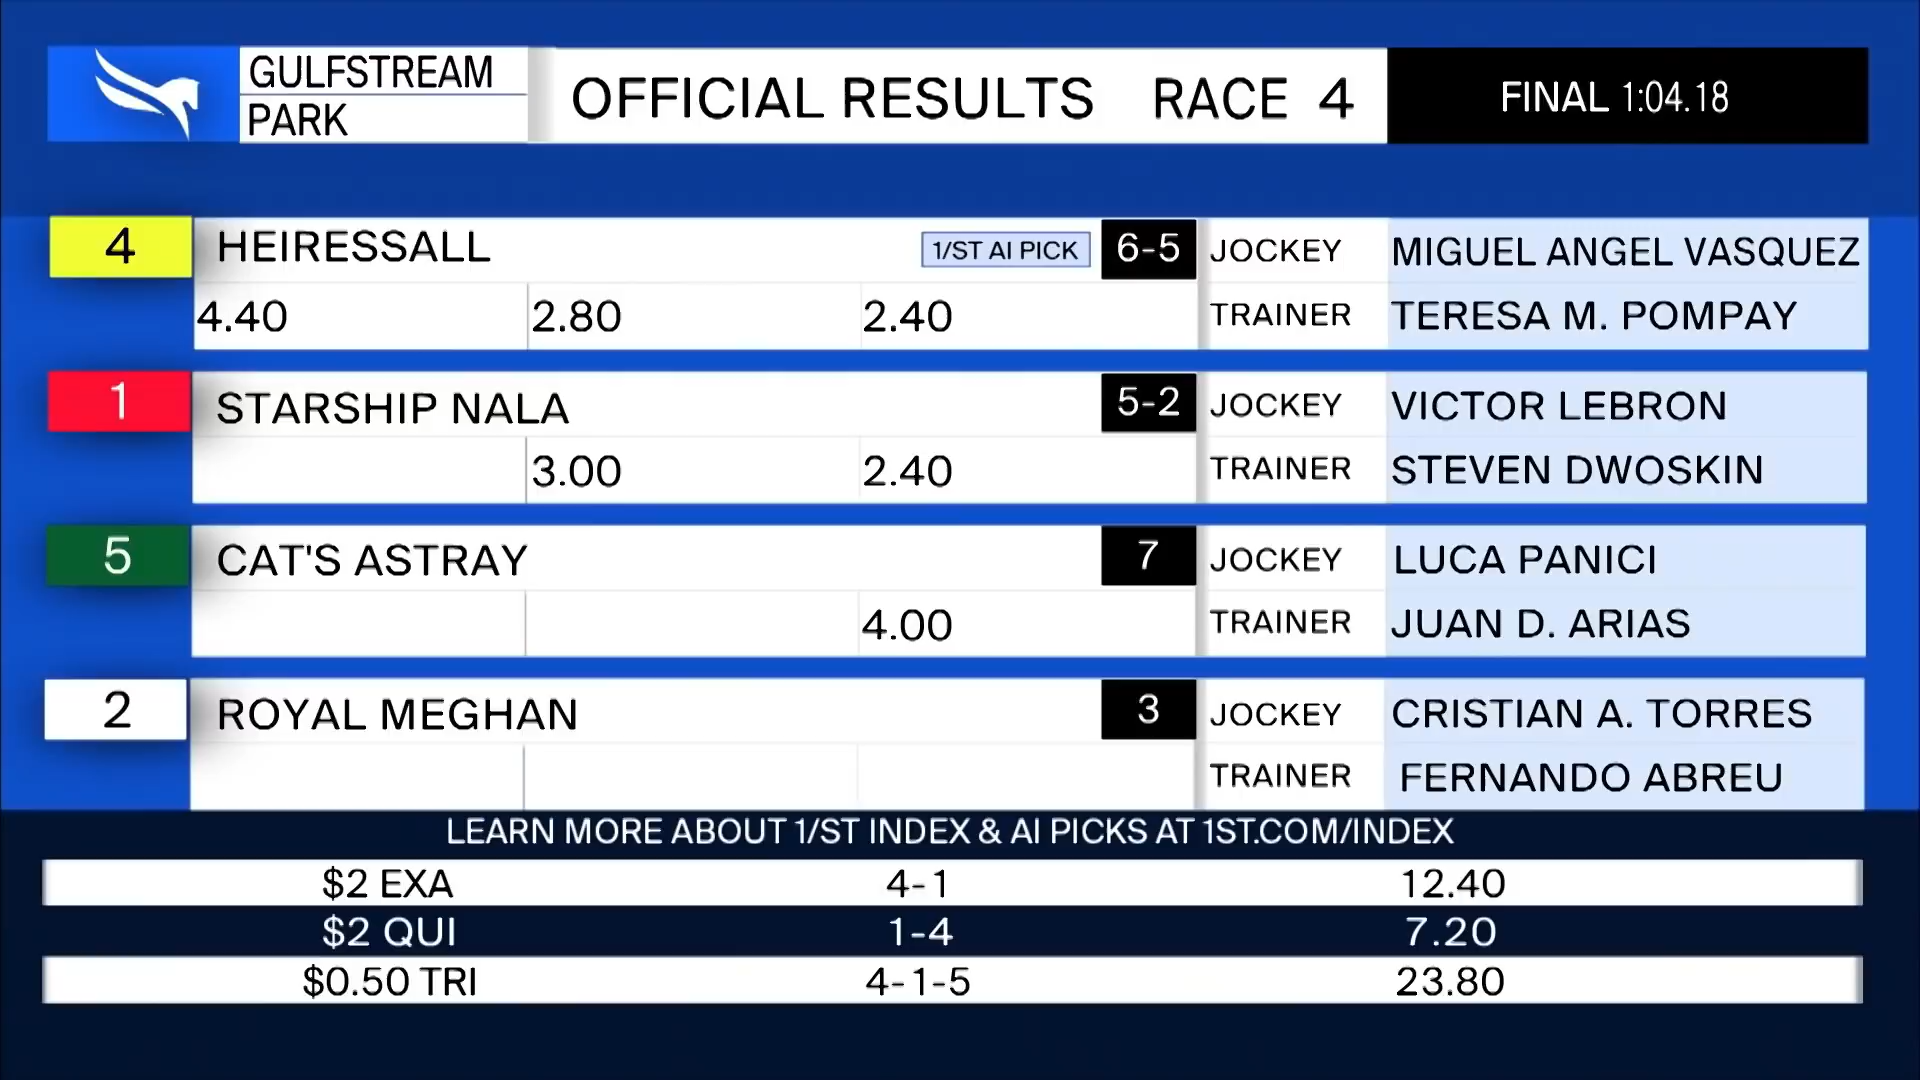 GULFSTREAM
PARK
OFFICIAL RESULTS RACE 4
FINAL 1:04.18
4 HEIRESSALL 1/ST AI PICK 6-5 JOCKEY MIGUEL ANGEL VASQUEZ
4.40 2.80 2.40 TRAINER TERESA M. POMPAY
1 STARSHIP NALA 5-2 JOCKEY VICTOR LEBRON
3.00 2.40 TRAINER STEVEN DWOSKIN
5 CAT'S ASTRAY 7 JOCKEY LUCA PANICI
4.00 TRAINER JUAN D. ARIAS
2 ROYAL MEGHAN 3 JOCKEY CRISTIAN A. TORRES
TRAINER FERNANDO ABREU
LEARN MORE ABOUT 1/ST INDEX & AI PICKS AT 1ST.COM/INDEX
$2 EXA 4-1 12.40
$2 QUI 1-4 7.20
$0.50 TRI 4-1-5 23.80